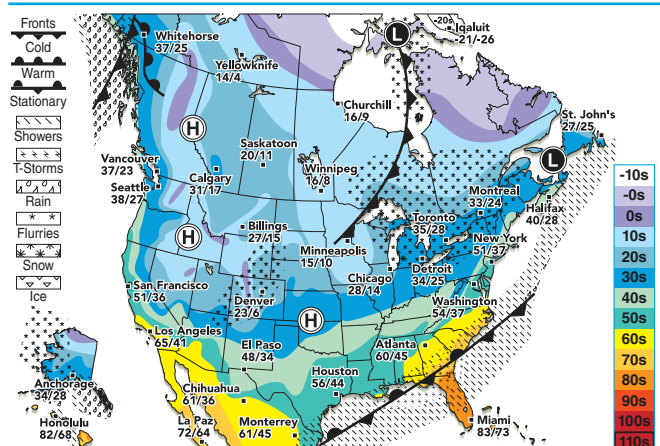 Fronts
Cold
Warm
Stationary
Showers
T-Storms
Rain
Flurries
Snow
Ice
Whitehorse
37/25
Yellowknife
14/4
L
-20s
Iqaluit
21/-26
Churchill
16/9
St. John's
27/25
H
Saskatoon
20/11
Vancouver
37/23
Calgary
31/17
Winnipeg
16/8
L
Seattle
38/27
Montreal
33/24
Halifax
40/28
H
Billings
27/15
Toronto
35/28
Minneapolis
15/10
New York
51/37
San Francisco
51/36
Denver
23/6
Chicago
28/14
Detroit
34/25
Washington
54/37
H
Los Angeles
65/41
El Paso
48/34
Atlanta
60/45
Houston
56/44
Anchorage
34/28
Chihuahua
61/36
Honolulu
82/68
La Paz
72/64
Monterrey
61/45
Miami
83/73
-10s
-0s
0s
10s
20s
30s
40s
50s
60s
70s
80s
90s
100s
110s